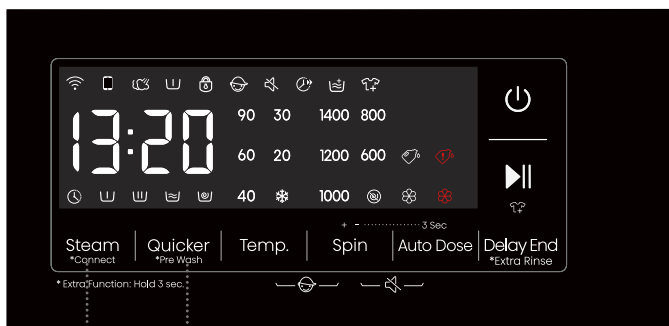 90 30 1400 800
13:20
60 20 1200 600
40 1000
+ - 3 Sec
Steam Quicker Temp. Spin Auto Dose Delay End
*Connect *Pre Wash *Extra Rinse
* Extra Function: Hold 3 sec.